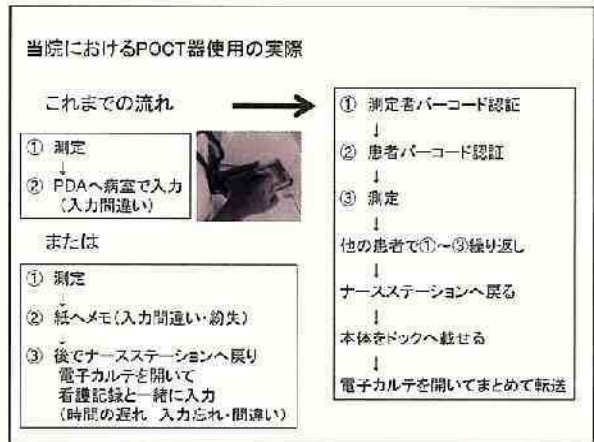 当院におけるPOCT器使用の実際
これまでの流れ
① 測定
↓
② PDAへ病室で入力
(入力間違い)
または
① 測定
↓
② 紙へメモ(入力間違い・紛失)
↓
③ 後でナースステーションへ戻り
電子カルテを開いて
看護記録と一緒に入力
(時間の遅れ 入力忘れ・間違い)
① 測定者バーコード認証
↓
② 患者バーコード認証
↓
③ 測定
↓
他の患者で①~③繰り返し
↓
ナースステーションへ戻る
↓
本体をドックへ載せる
↓
電子カルテを開いてまとめて転送